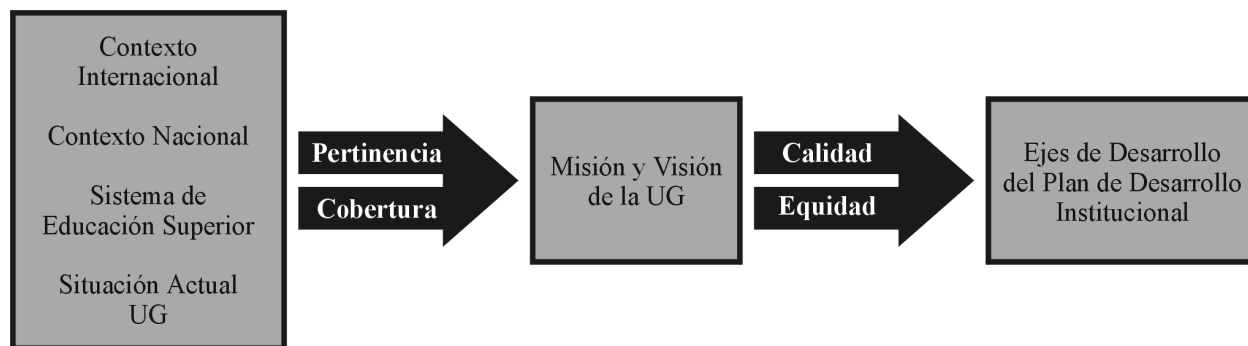 Contexto
Internacional
Contexto Nacional
Sistema de
Educación Superior
Situación Actual
UG
Pertinencia
Cobertura
Misión y Visión
de la UG
Calidad
Equidad
Ejes de Desarrollo
del Plan de Desarrollo
Institucional